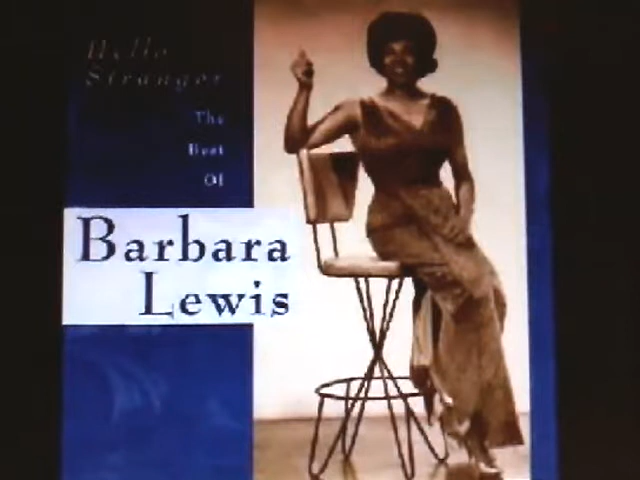 Hello
Stranger
The
Best
Of
Barbara
Lewis